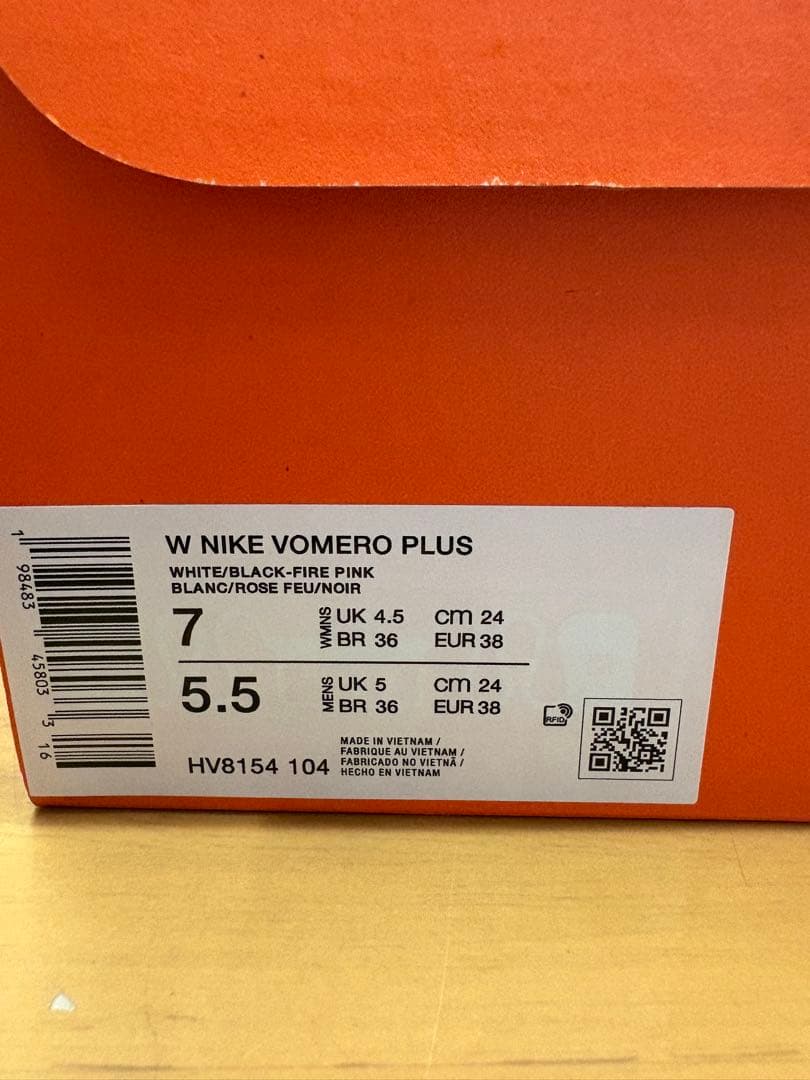 W NIKE VOMERO PLUS
WHITE/BLACK-FIRE PINK
BLANC/ROSE FEU/NOIR
7 WMNS UK 4.5 cm 24
BR 36 EUR 38
5.5 MENS UK 5 cm 24
BR 36 EUR 38
HV8154 104
MADE IN VIETNAM /
FABRIQUE AU VIETNAM /
FABRICADO NO VIETNÃ /
HECHO EN VIETNAM
RFID
1 98483 45803 3 16